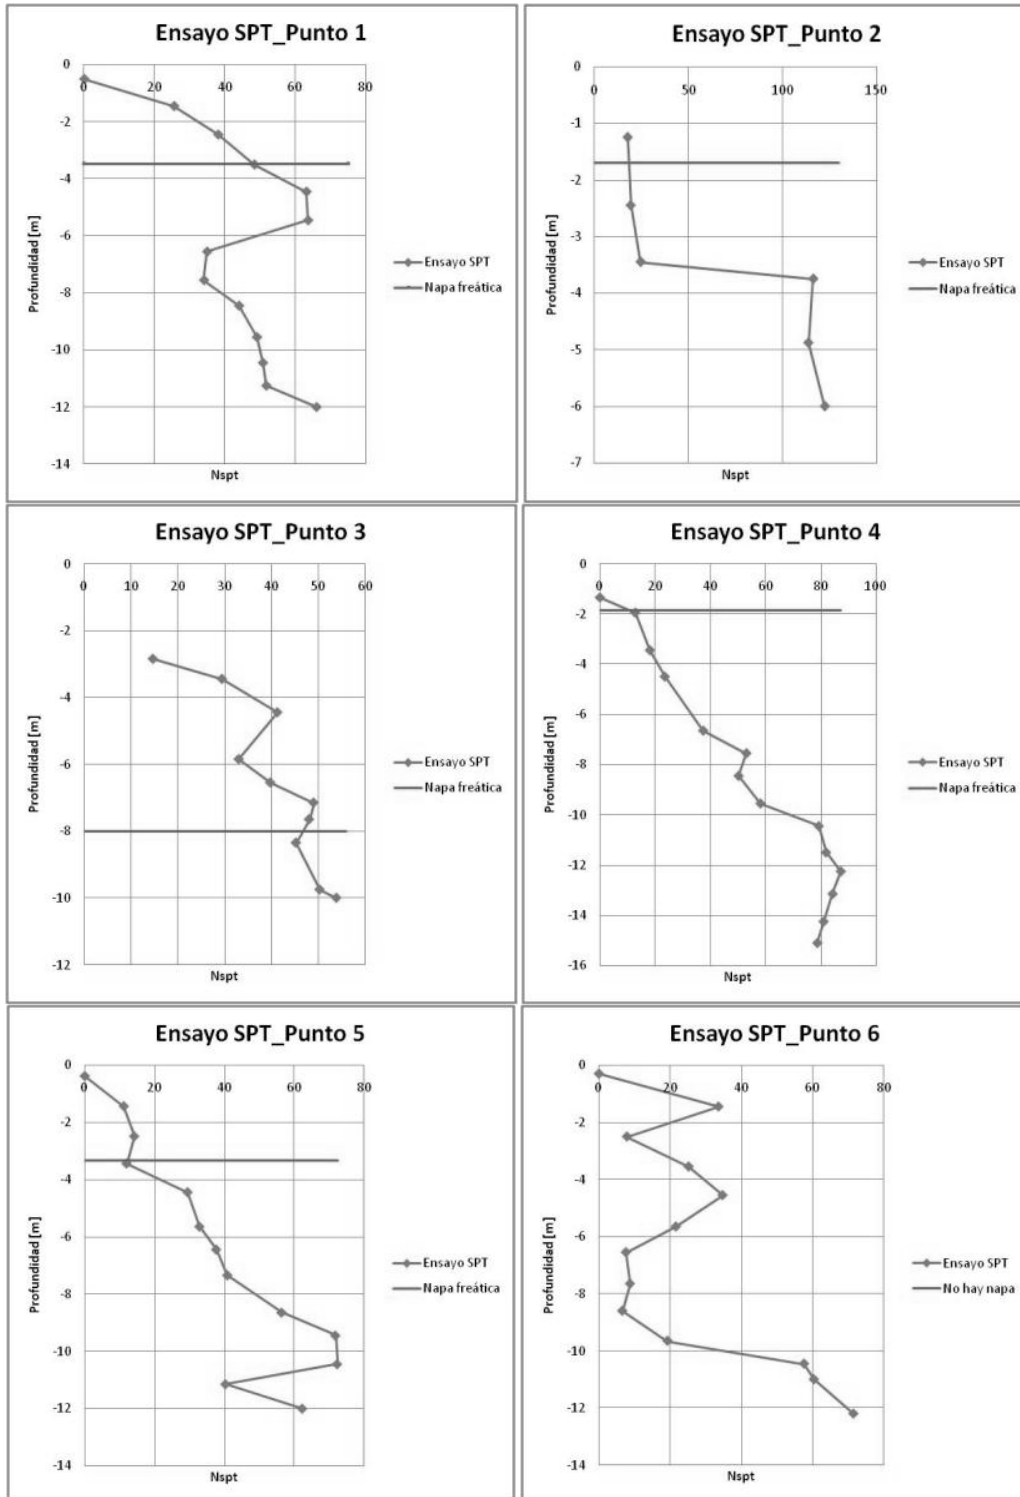 Ensayo SPT_Punto 1
0
0
20
40
60
80
-2
-4
-6
-8
-10
-12
-14
Profundidad [m]
Nspt
Ensayo SPT
Napa freática
Ensayo SPT_Punto 2
0
0
50
100
150
-1
-2
-3
-4
-5
-6
-7
Profundidad [m]
Nspt
Ensayo SPT
Napa freática
Ensayo SPT_Punto 3
0
0
10
20
30
40
50
60
-2
-4
-6
-8
-10
-12
Profundidad [m]
Nspt
Ensayo SPT
Napa freática
Ensayo SPT_Punto 4
0
0
20
40
60
80
100
-2
-4
-6
-8
-10
-12
-14
-16
Profundidad [m]
Nspt
Ensayo SPT
Napa freática
Ensayo SPT_Punto 5
0
0
20
40
60
80
-2
-4
-6
-8
-10
-12
-14
Profundidad [m]
Nspt
Ensayo SPT
Napa freática
Ensayo SPT_Punto 6
0
0
20
40
60
80
-2
-4
-6
-8
-10
-12
-14
Profundidad [m]
Nspt
Ensayo SPT
No hay napa